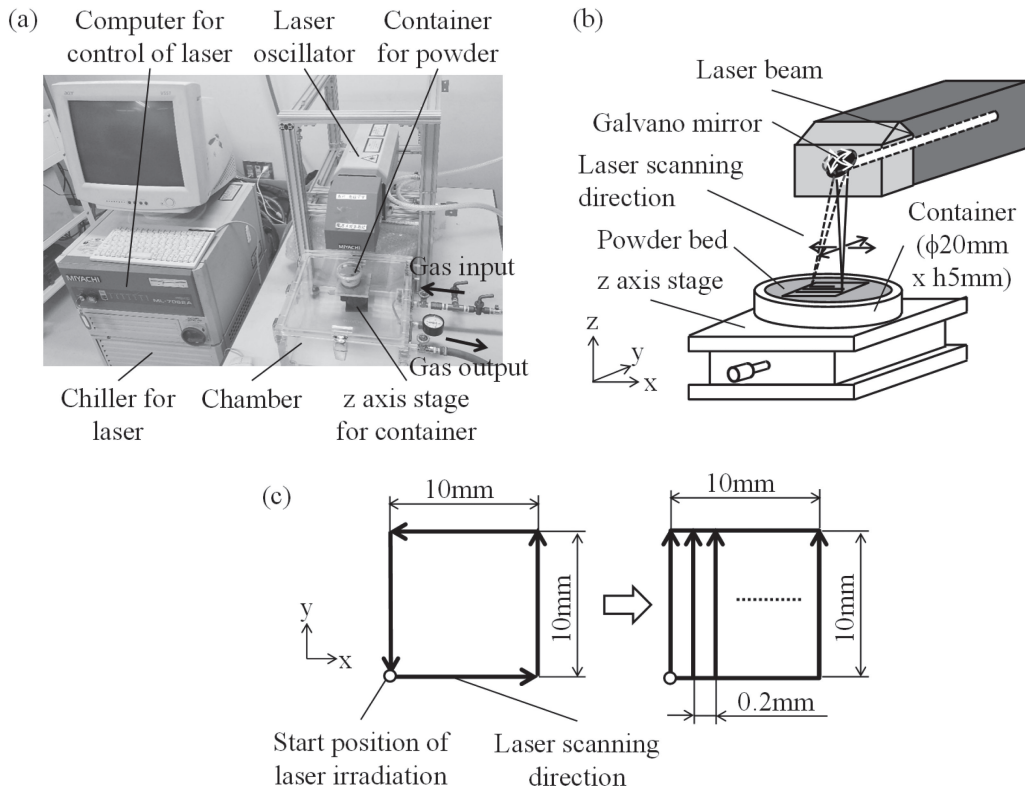 (a)
Computer for
control of laser
Laser
oscillator
Container
for powder
MIYACHI
MIYACHI
Gas input
Gas output
Chiller for
laser
Chamber
z axis stage
for container
(b)
Laser beam
Galvano mirror
Laser scanning
direction
Powder bed
z axis stage
Container
(ϕ20mm
x h5mm)
z
y
x
(c)
10mm
10mm
y
x
Start position of
laser irradiation
Laser scanning
direction
10mm
10mm
0.2mm